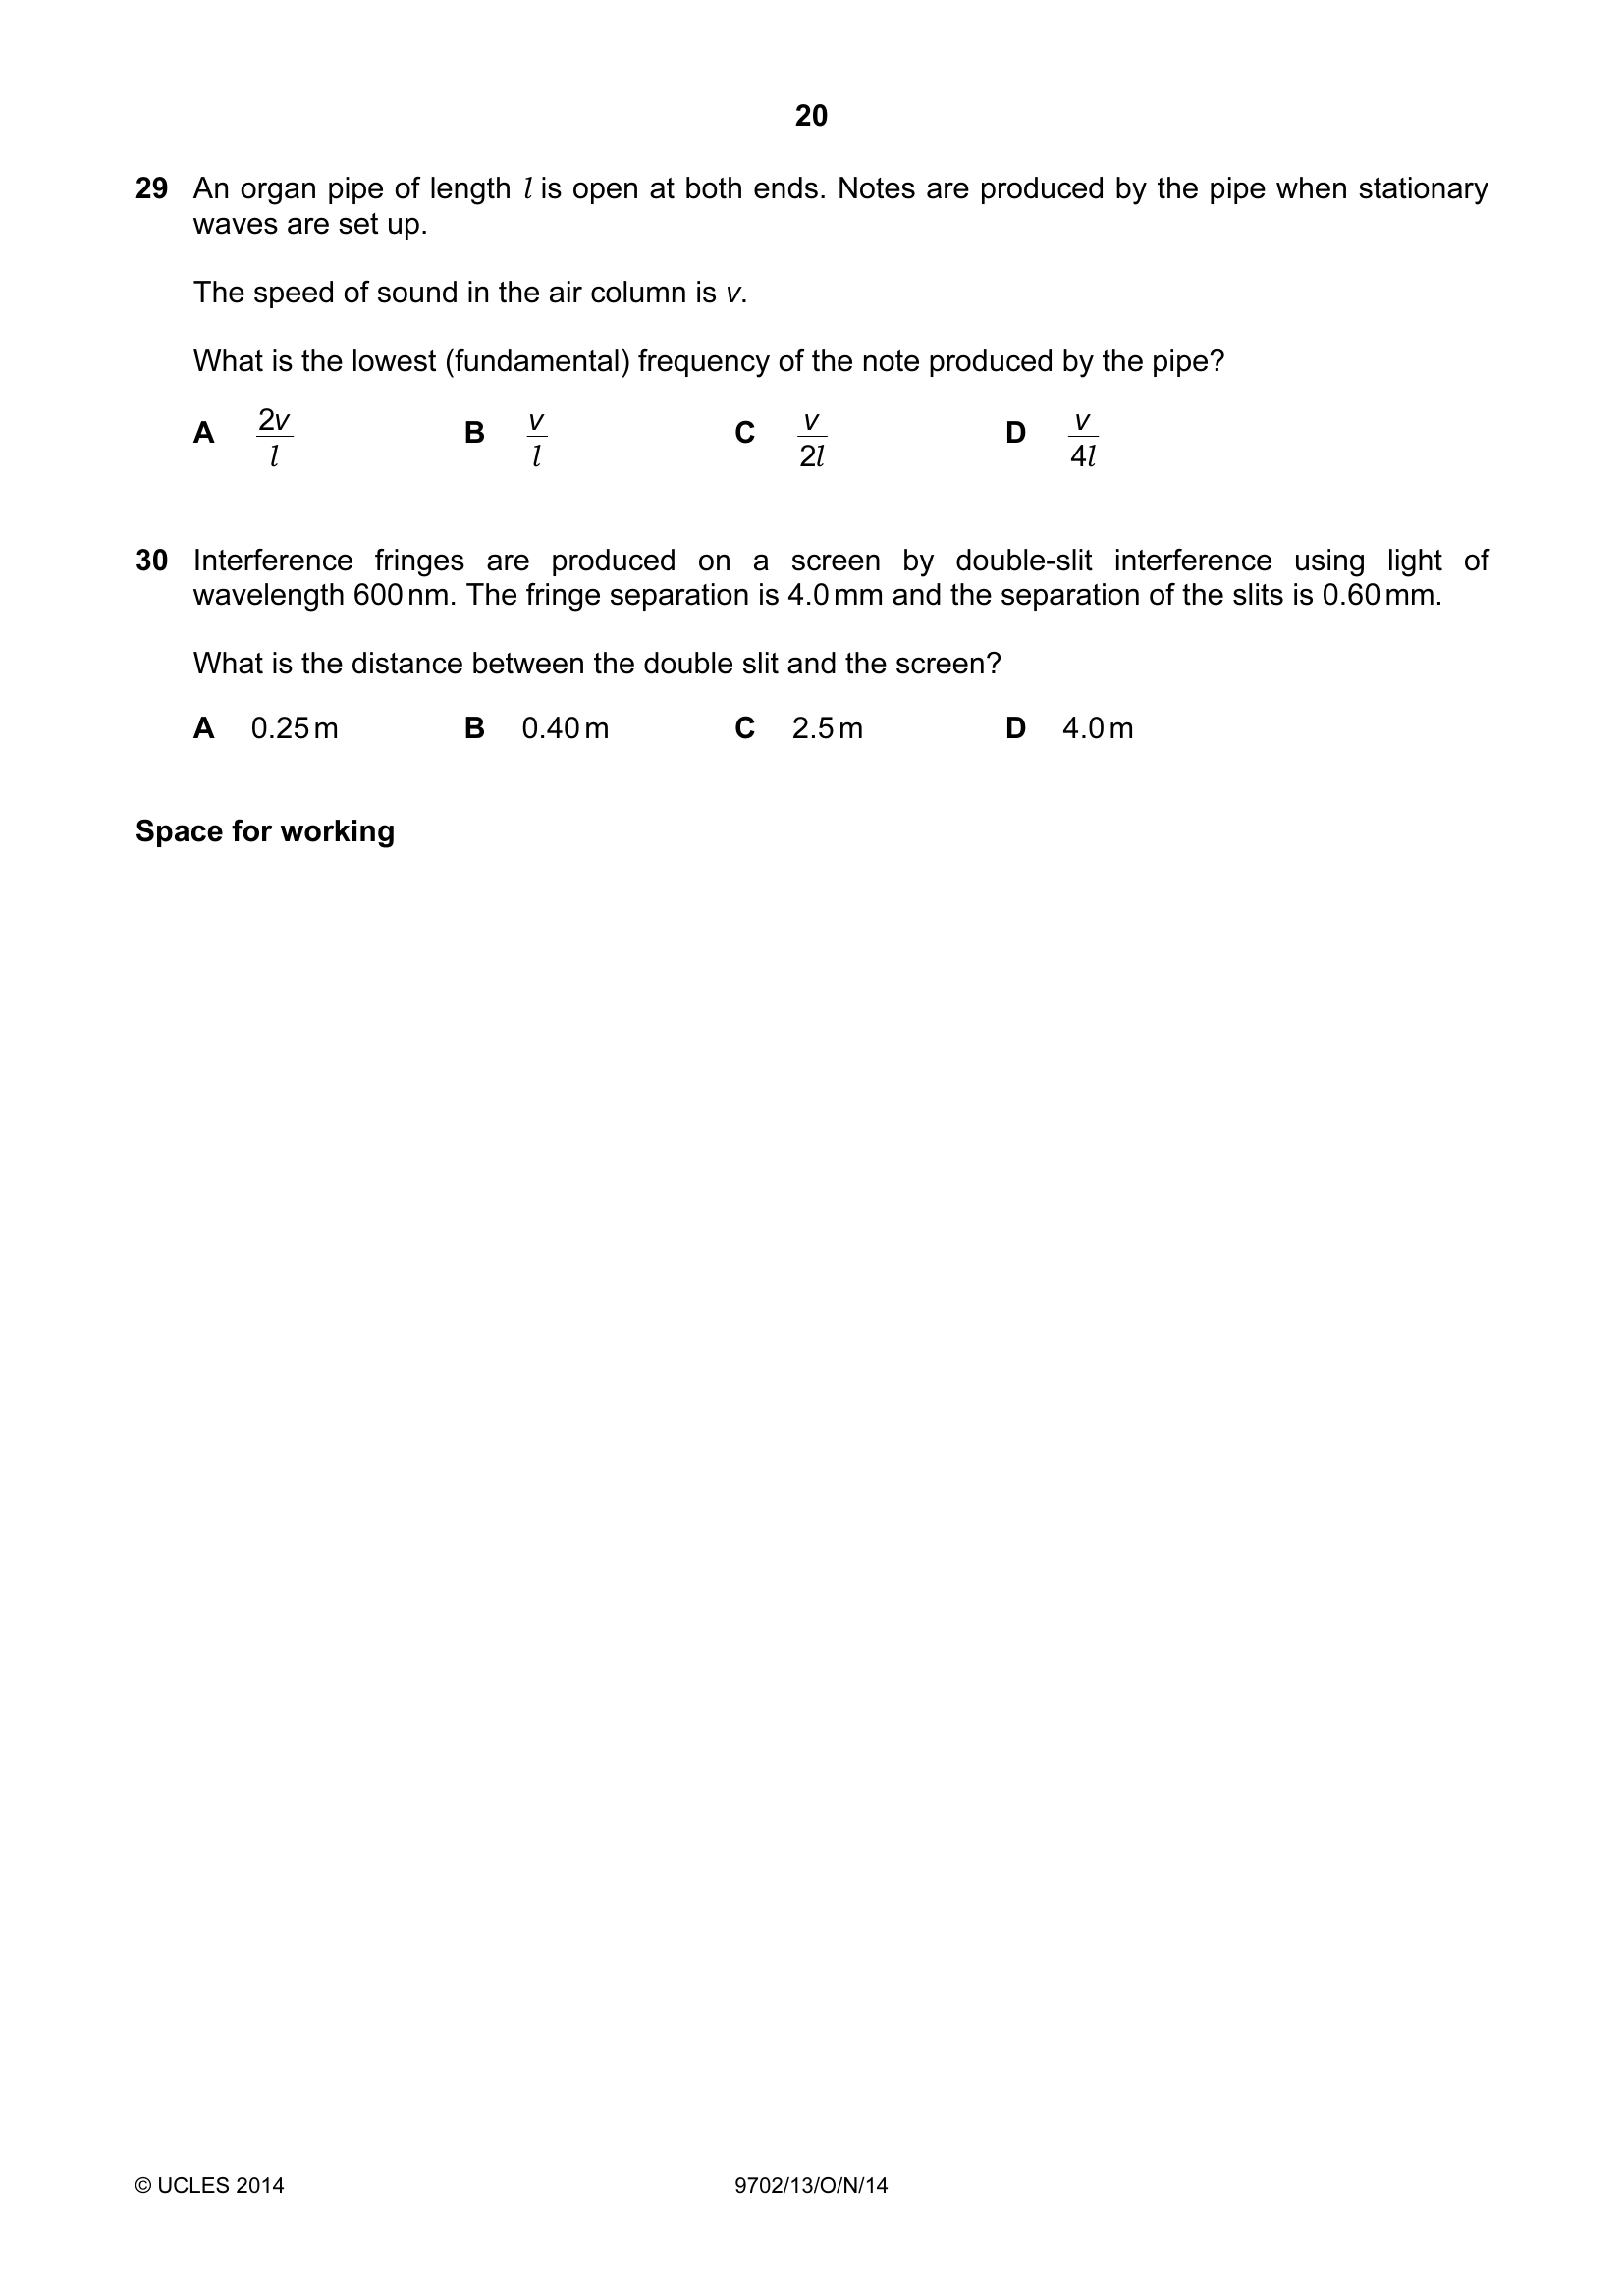 20
29 An organ pipe of length l is open at both ends. Notes are produced by the pipe when stationary
waves are set up.
The speed of sound in the air column is v.
What is the lowest (fundamental) frequency of the note produced by the pipe?
A 2v/l B v/l C v/2l D v/4l
30 Interference fringes are produced on a screen by double-slit interference using light of
wavelength 600 nm. The fringe separation is 4.0 mm and the separation of the slits is 0.60 mm.
What is the distance between the double slit and the screen?
A 0.25 m B 0.40 m C 2.5 m D 4.0 m
Space for working
© UCLES 2014 9702/13/O/N/14